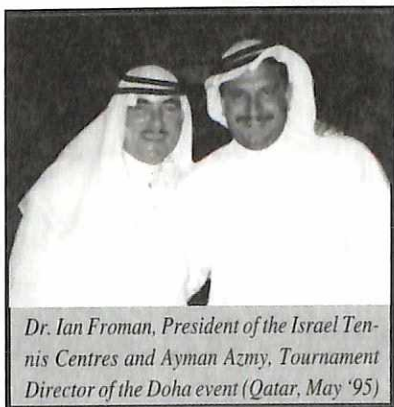 Dr. Ian Froman, President of the Israel Ten-
nis Centres and Ayman Azmy, Tournament
Director of the Doha event (Qatar, May ‘95)